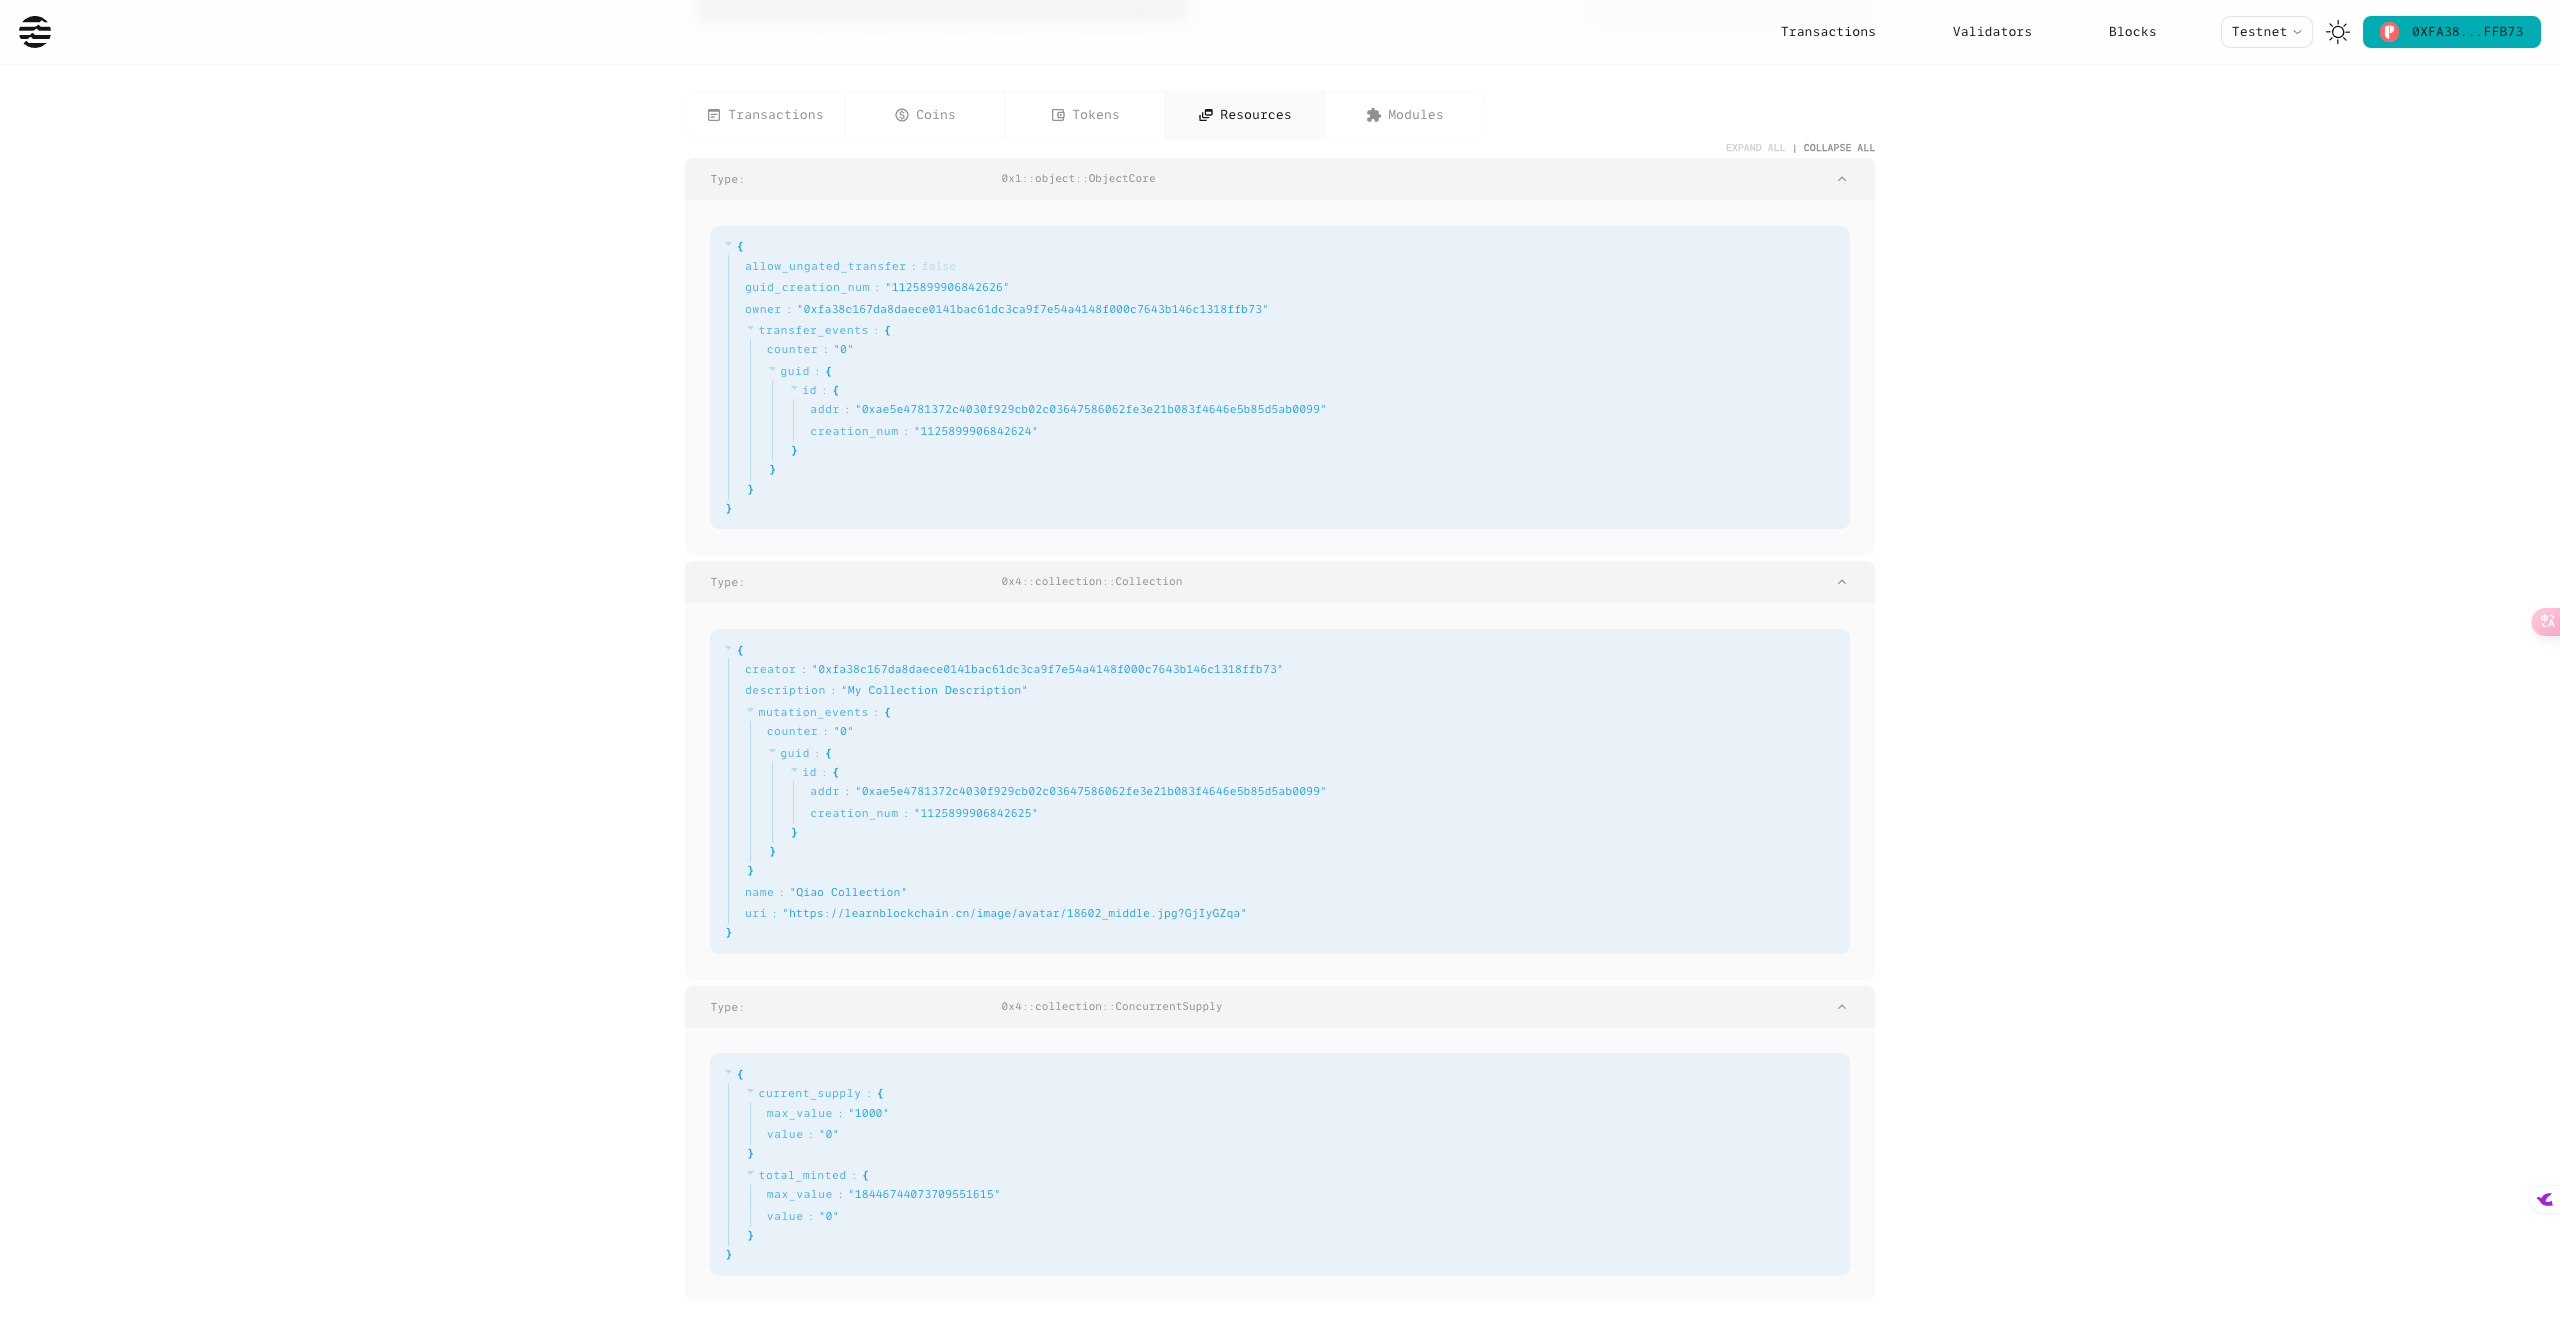 Transactions Validators Blocks Testnet 0XFA38...FFB73
Transactions Coins Tokens Resources Modules
EXPAND ALL | COLLAPSE ALL
Type: 0x1::object::ObjectCore
{
allow_ungated_transfer : false
guid_creation_num : "1125899906842626"
owner : "0xfa38c167da8daece0141bac61dc3ca9f7e54a4148f000c7643b146c1318ffb73"
transfer_events : {
counter : "0"
guid : {
id : {
addr : "0xae5e4781372c4030f929cb02c03647586062fe3e21b083f4646e5b85d5ab0099"
creation_num : "1125899906842624"
}
}
}
}
Type: 0x4::collection::Collection
{
creator : "0xfa38c167da8daece0141bac61dc3ca9f7e54a4148f000c7643b146c1318ffb73"
description : "My Collection Description"
mutation_events : {
counter : "0"
guid : {
id : {
addr : "0xae5e4781372c4030f929cb02c03647586062fe3e21b083f4646e5b85d5ab0099"
creation_num : "1125899906842625"
}
}
}
name : "Qiao Collection"
uri : "https://learnblockchain.cn/image/avatar/18602_middle.jpg?GjIyGZqa"
}
Type: 0x4::collection::ConcurrentSupply
{
current_supply : {
max_value : "1000"
value : "0"
}
total_minted : {
max_value : "18446744073709551615"
value : "0"
}
}